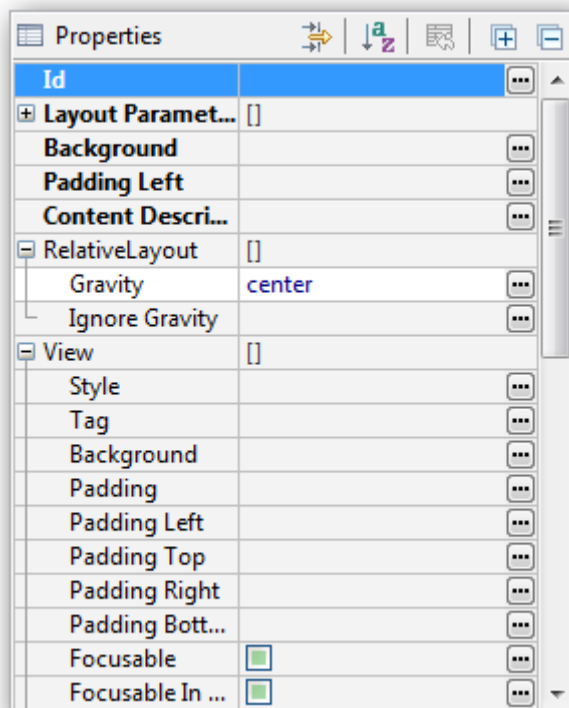 Properties
Id
Layout Paramet... []
Background
Padding Left
Content Descri...
RelativeLayout []
Gravity center
Ignore Gravity
View []
Style
Tag
Background
Padding
Padding Left
Padding Top
Padding Right
Padding Bott...
Focusable
Focusable In ...